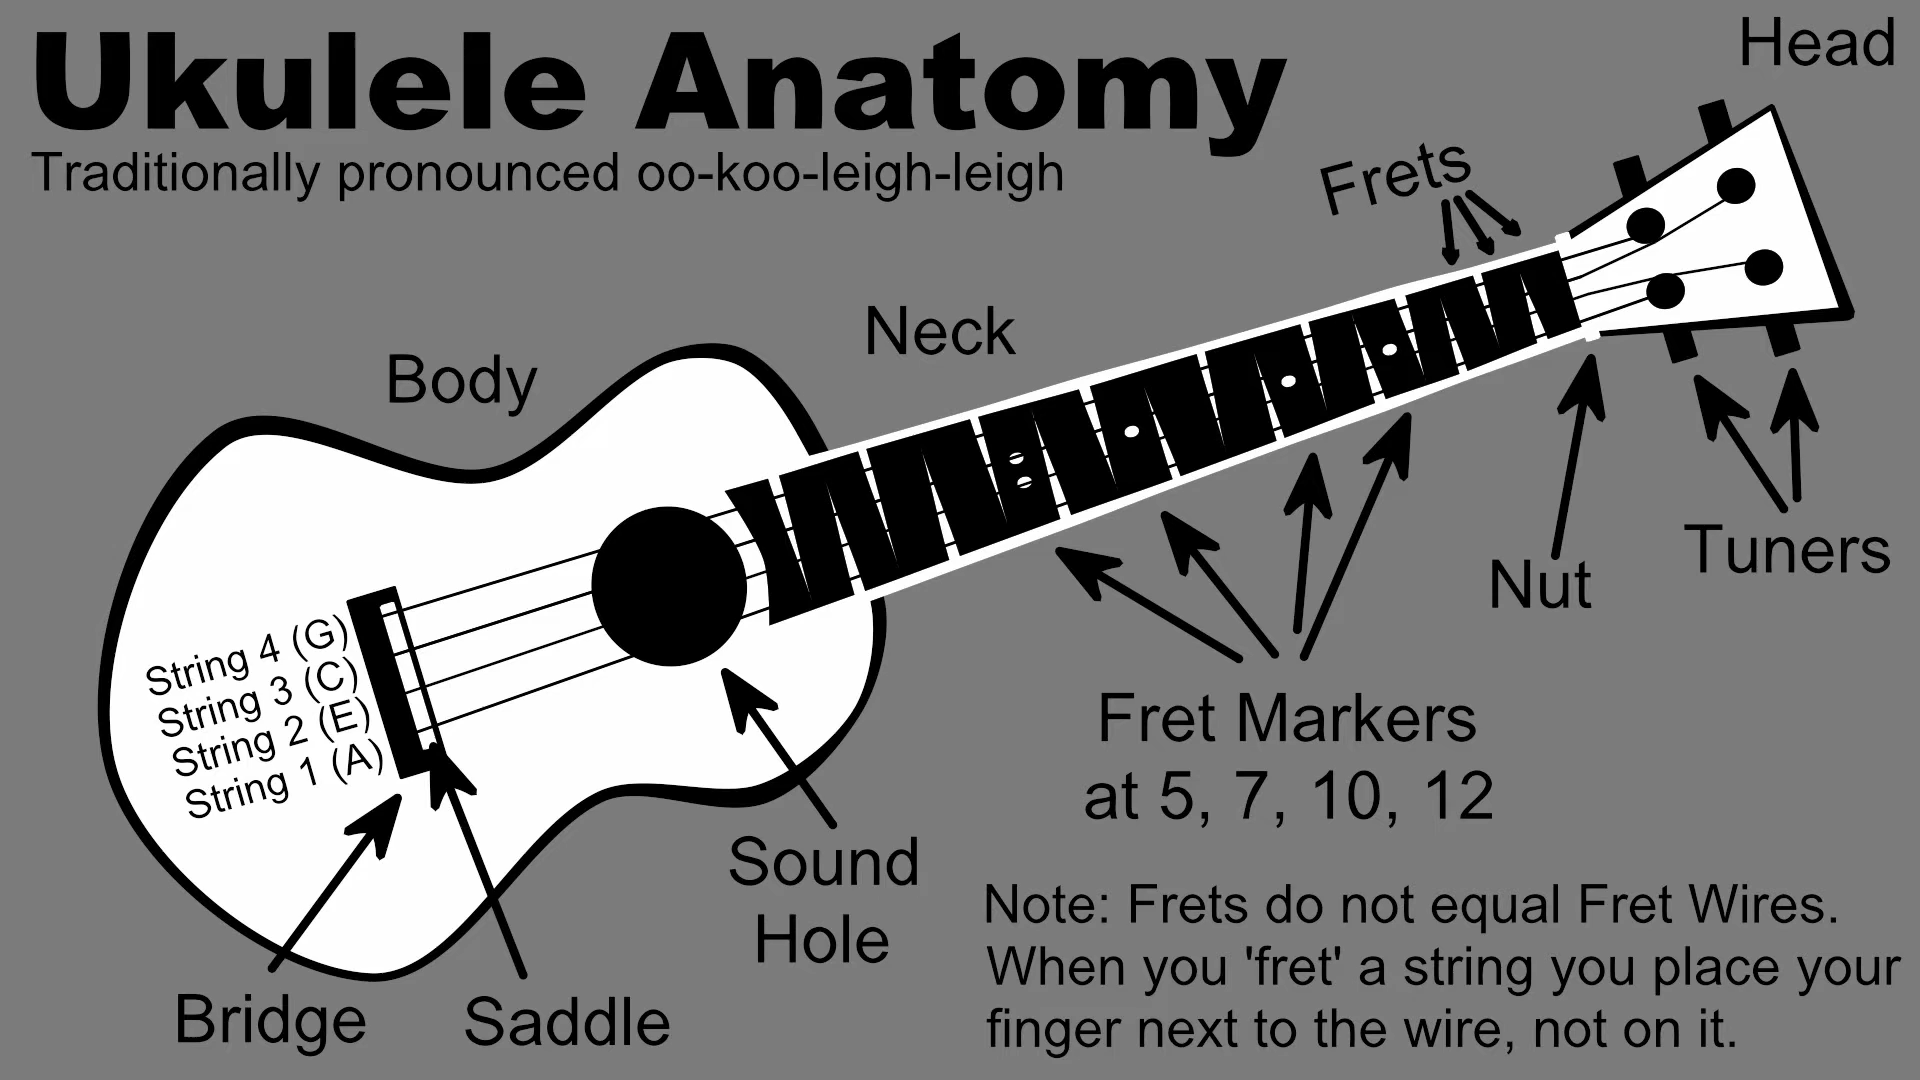 Ukulele Anatomy
Traditionally pronounced oo-koo-leigh-leigh
Head
Frets
Neck
Body
Tuners
Nut
String 4 (G)
String 3 (C)
String 2 (E)
String 1 (A)
Fret Markers
at 5, 7, 10, 12
Sound
Hole
Bridge
Saddle
Note: Frets do not equal Fret Wires.
When you 'fret' a string you place your
finger next to the wire, not on it.